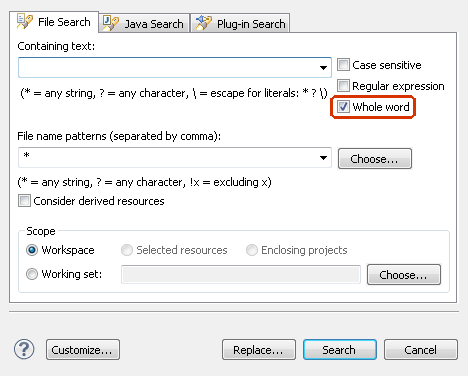 File Search Java Search Plug-in Search
Containing text:
Case sensitive
Regular expression
(* = any string, ? = any character, \ = escape for literals: * ? \)
Whole word
File name patterns (separated by comma):
*
Choose...
(* = any string, ? = any character, !x = excluding x)
Consider derived resources
Scope
Workspace Selected resources Enclosing projects
Working set: Choose...
? Customize... Replace... Search Cancel